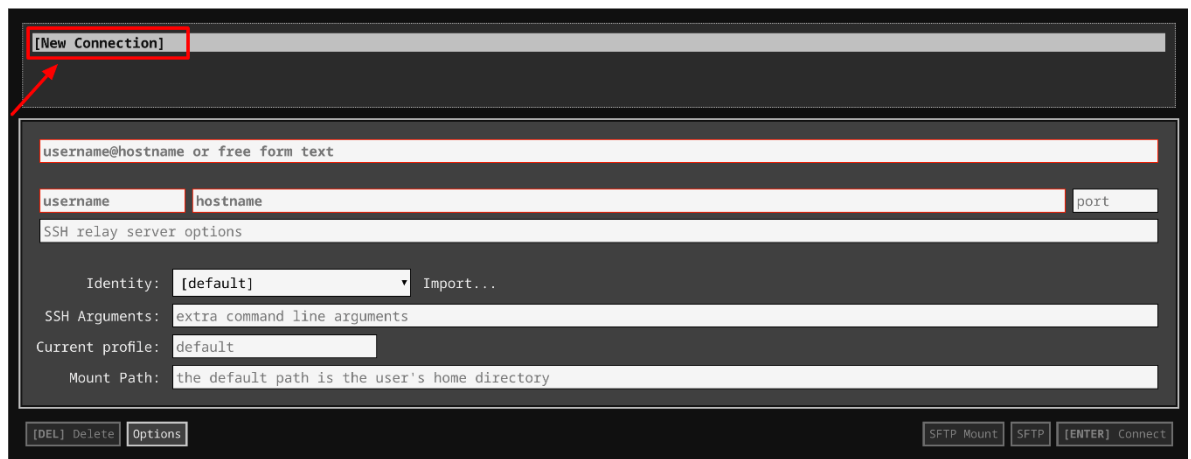 [New Connection]
username@hostname or free form text
username hostname port
SSH relay server options
Identity: [default] Import...
SSH Arguments: extra command line arguments
Current profile: default
Mount Path: the default path is the user's home directory
[DEL] Delete Options SFTP Mount SFTP [ENTER] Connect